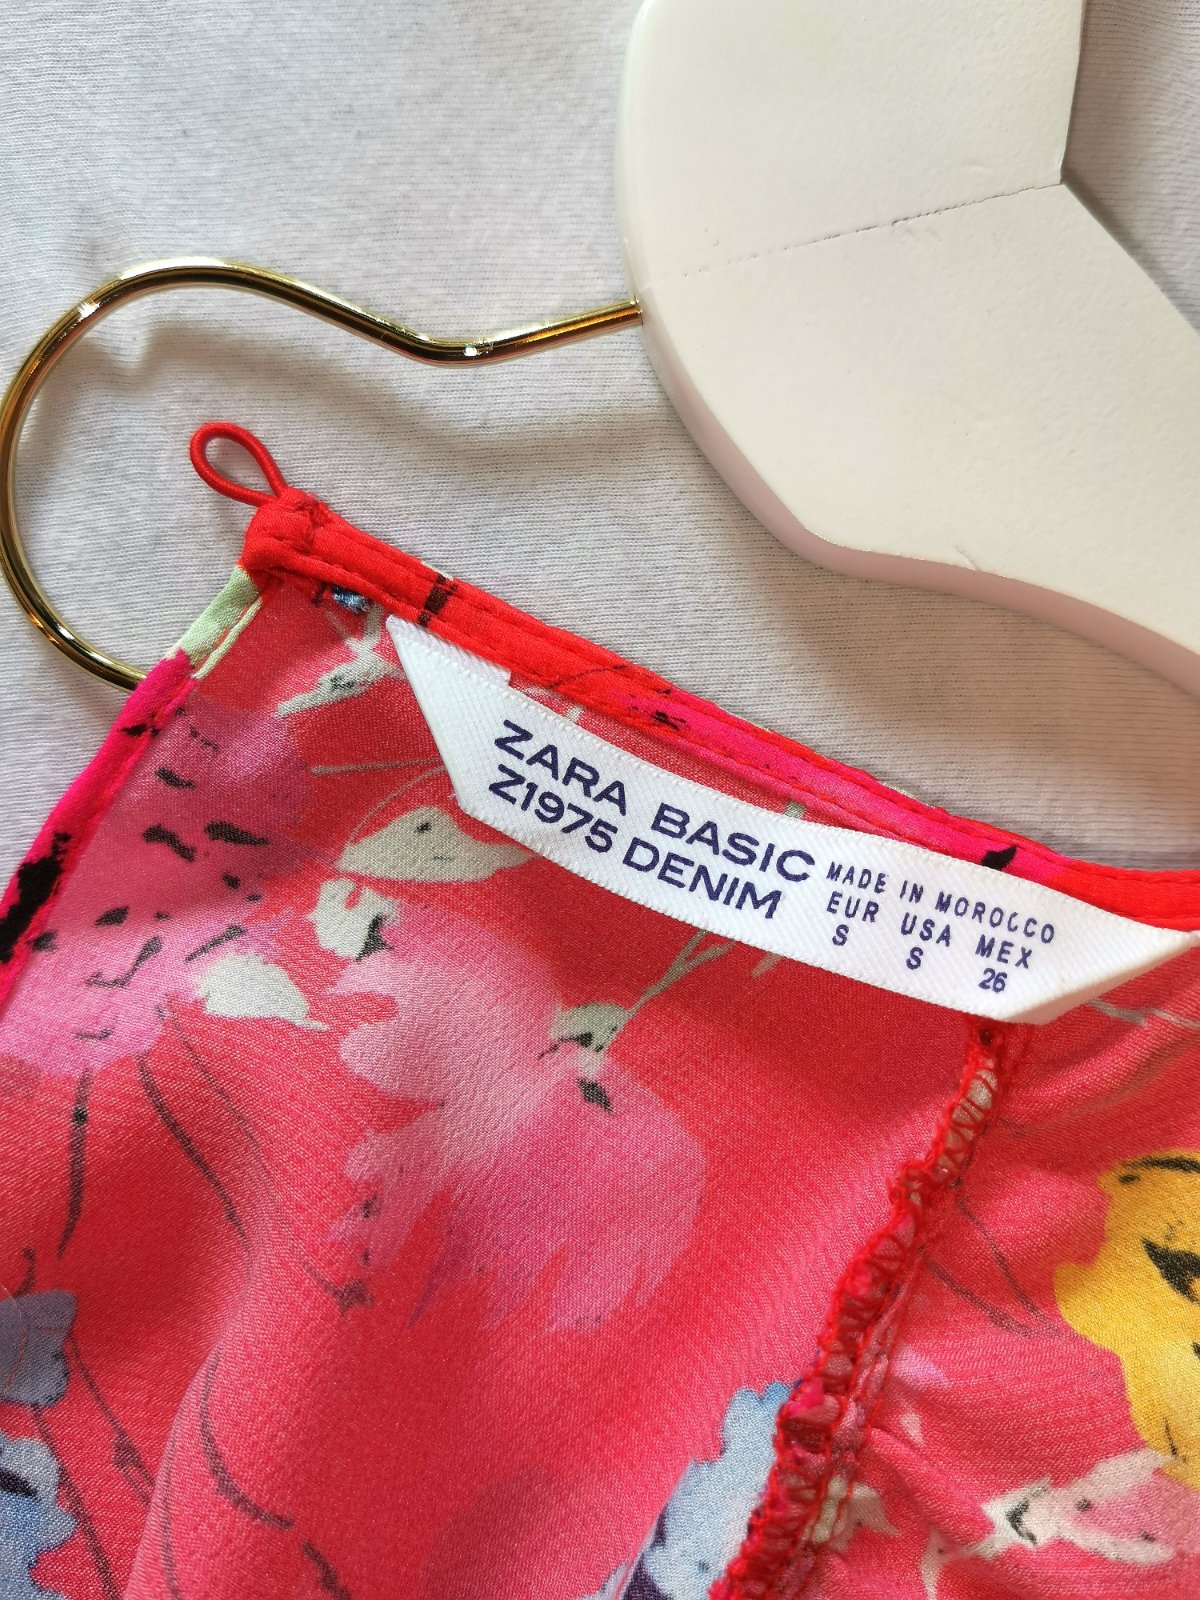 ZARA BASIC
Z1975 DENIM
MADE IN MOROCCO
EUR USA MEX
S S 26